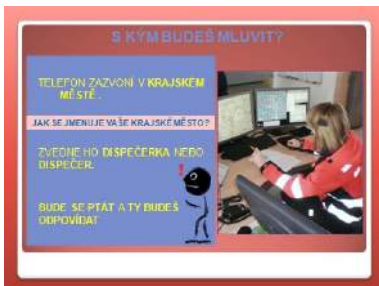 S KÝM BUDEŠ MLUVIT?
TELEFON ZAZVONÍ V KRAJSKÉM
MĚSTĚ.
JAK SE JMENUJE VAŠE KRAJSKÉ MĚSTO?
ZVEDNE HO DISPEČERKA NEBO
DISPEČER.
BUDE SE PTÁT A TY BUDEŠ
ODPOVÍDAT